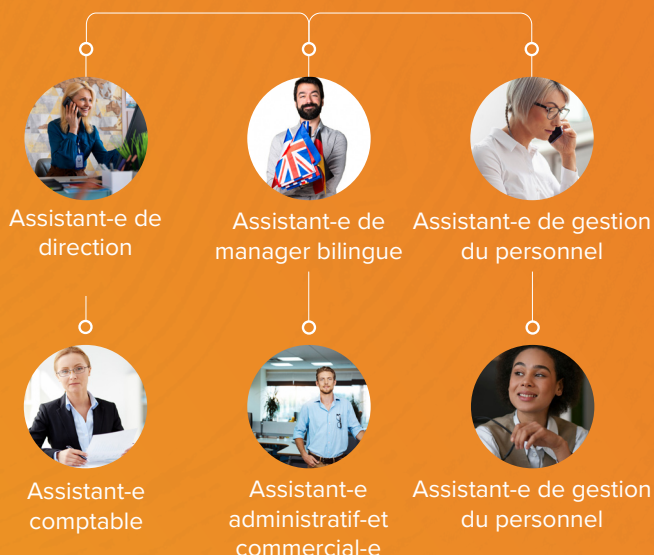 Assistant-e de
direction
Assistant-e de
manager bilingue
Assistant-e de gestion
du personnel
Assistant-e
comptable
Assistant-e
administratif-et
commercial-e
Assistant-e de gestion
du personnel